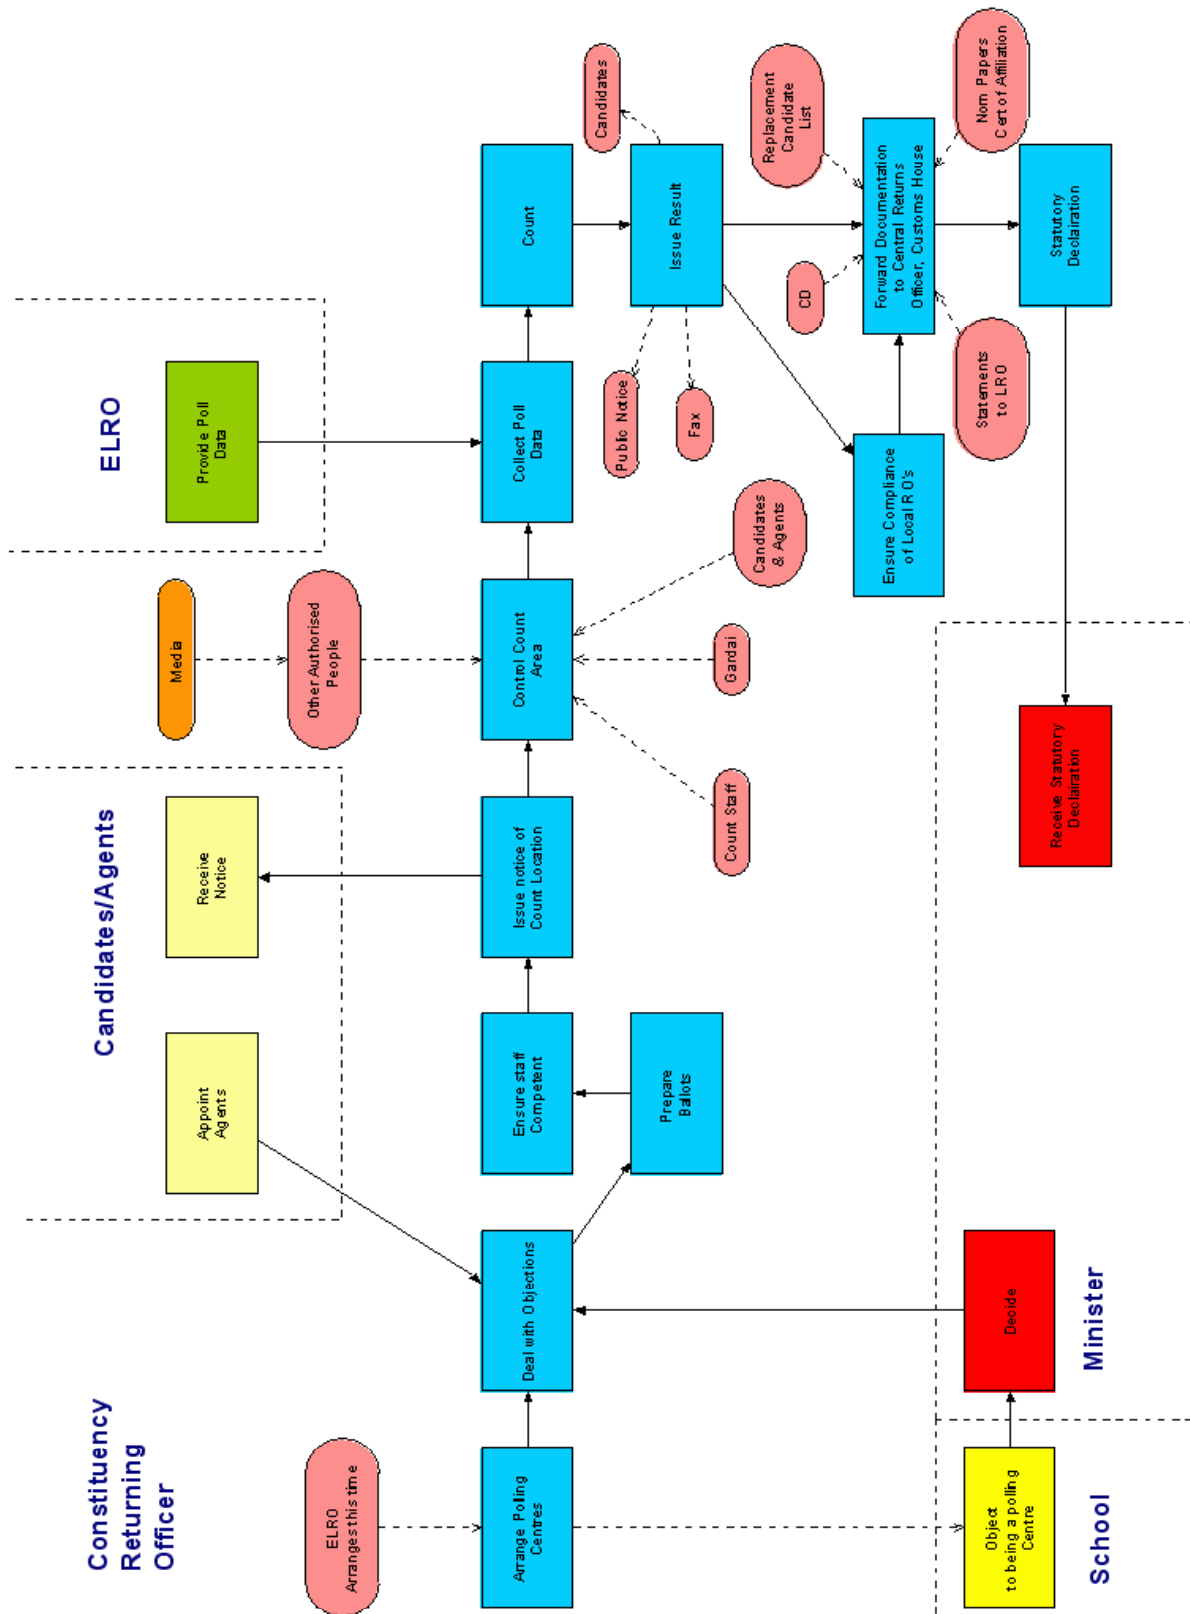 Constituency
Returning
Officer
Candidates/Agents
ELRO
Appoint
Agents
Receive
Notice
Media
Provide Poll
Data
ELRO
Arranges this time
Other Authorised
People
Arrange Polling
Centres
Deal with Objections
Ensure staff
Competent
Issue notice of
Count Location
Control Count
Area
Collect Poll
Data
Count
Candidates
Prepare
Ballots
Public Notice
Issue Result
Fax
Count Staff
Gardai
Candidates
& Agents
Replacement
Candidate
List
CD
Ensure Compliance
of Local RO's
Forward Documentation
to Central Returns
Officer, Customs House
Statements
to LRO
Nom Papers
Cert of Affiliation
Object
to being a polling
Centre
Decide
Receive Statutory
Declairation
Statutory
Declairation
School
Minister